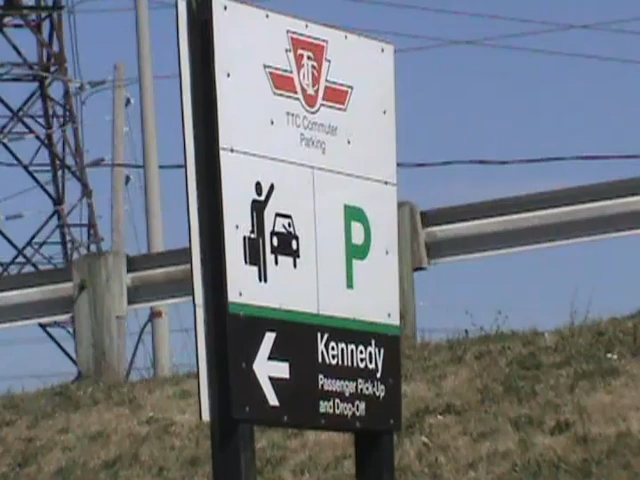 TTC
TTC Commuter
Parking
P
Kennedy
Passenger Pick-Up
and Drop-Off